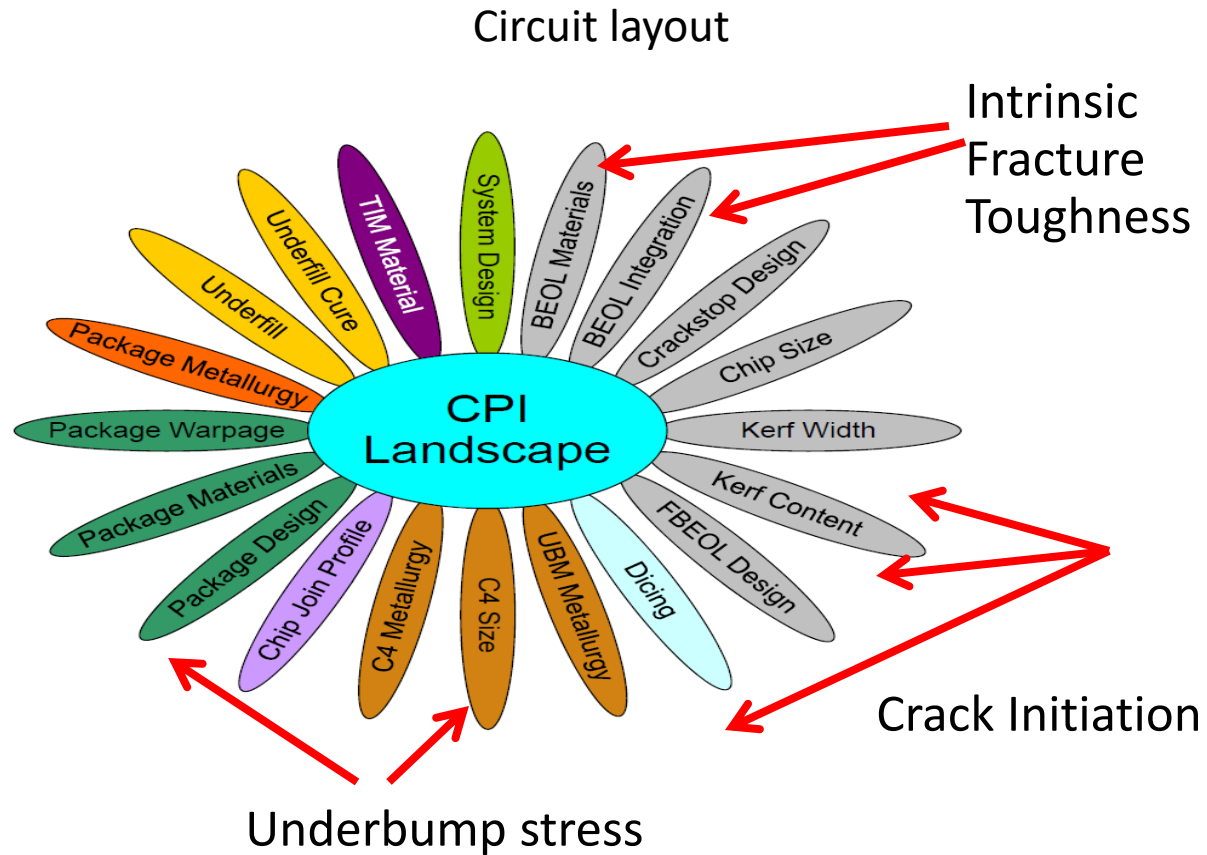 Circuit layout
Intrinsic
Fracture
Toughness
System Design
BEOL Materials
BEOL Integration
Crackstop Design
Chip Size
Kerf Width
Kerf Content
FBEOL Design
Dicing
UBM Metallurgy
C4 Size
C4 Metallurgy
Chip Join Profile
Package Design
Package Materials
Package Warpage
Package Metallurgy
Underfill
Underfill Cure
TIM Material
CPI
Landscape
Crack Initiation
Underbump stress